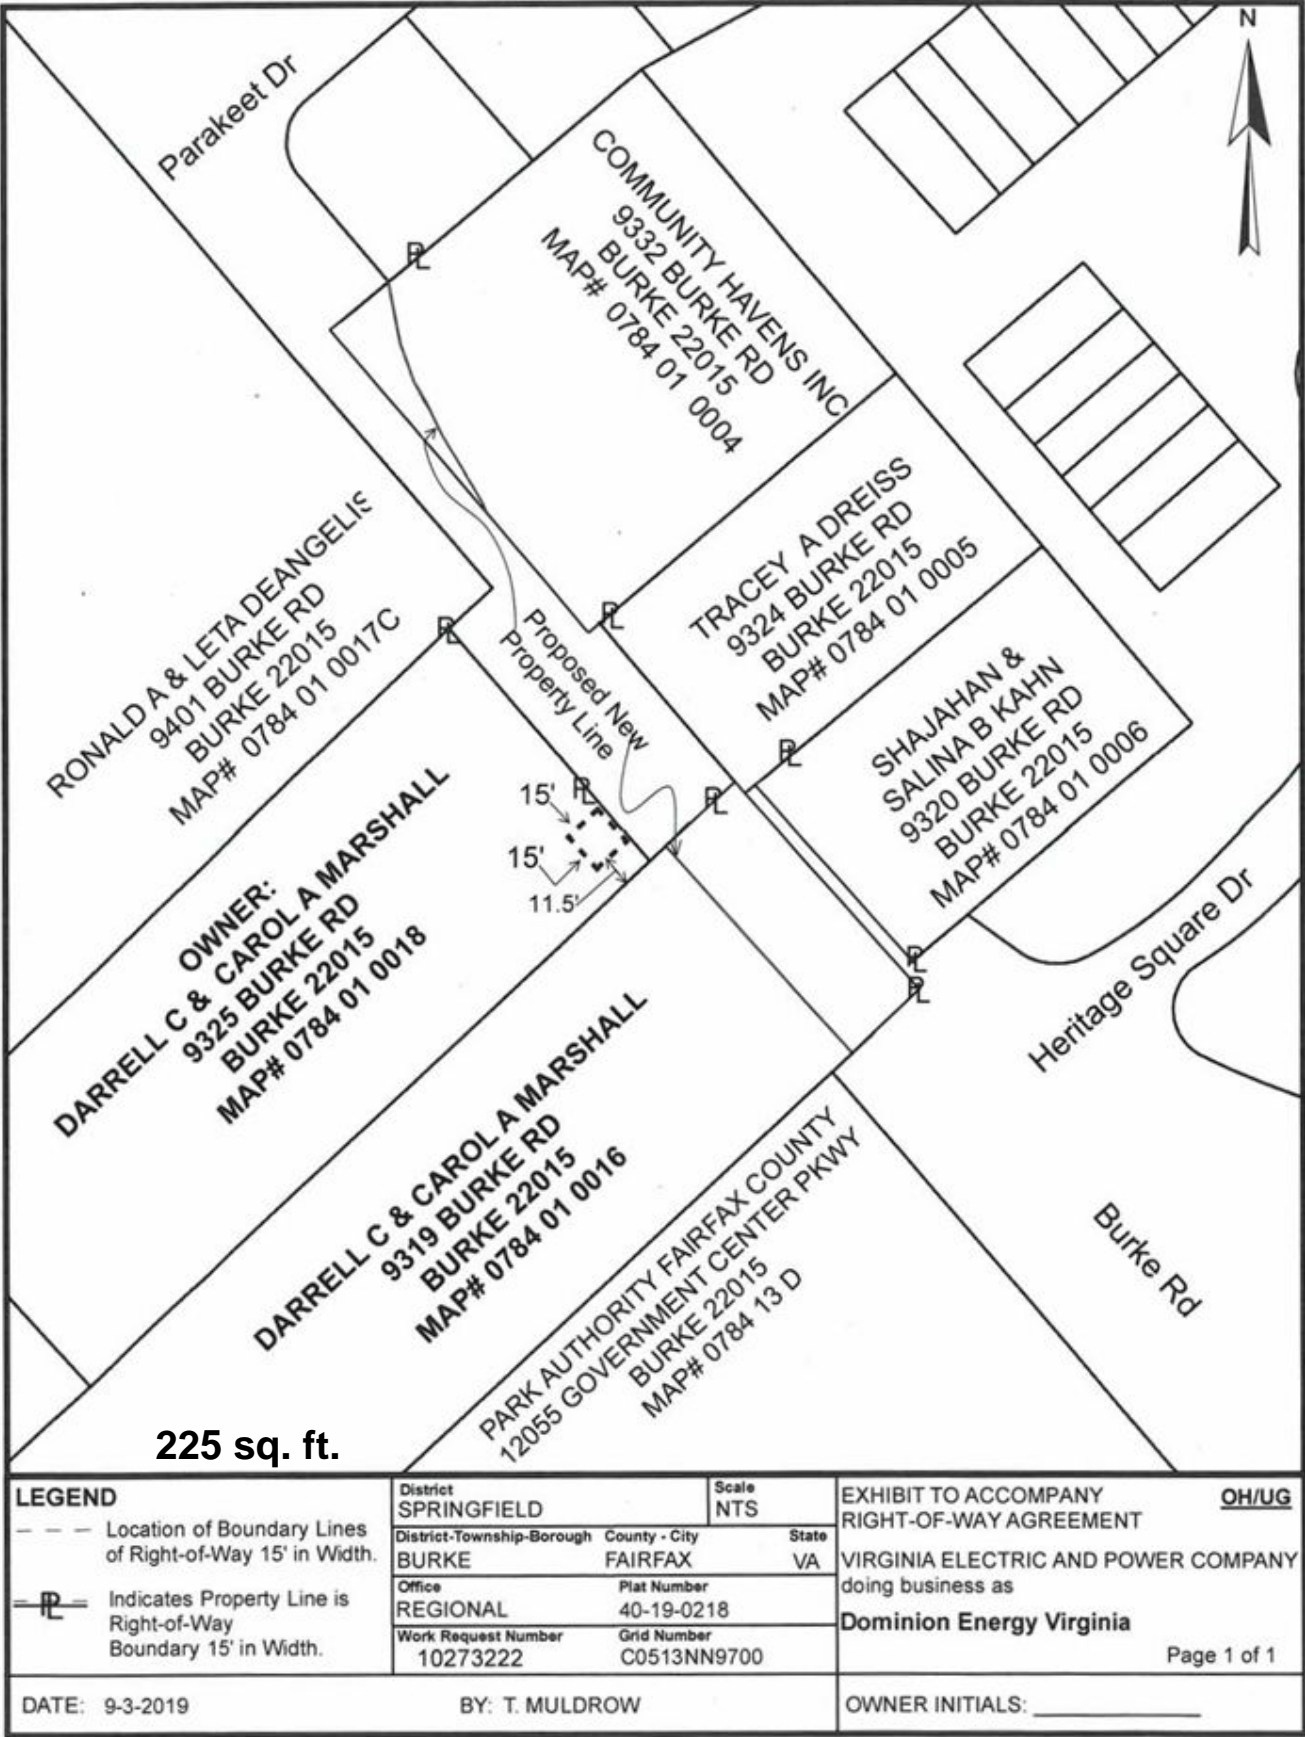 N
Parakeet Dr
COMMUNITY HAVENS INC
9332 BURKE RD
BURKE 22015
MAP# 0784 01 0004
TRACEY A DREISS
9324 BURKE RD
BURKE 22015
MAP# 0784 01 0005
RONALD A & LETA DEANGELIS
9401 BURKE RD
BURKE 22015
MAP# 0784 01 0017C
Proposed New
Property Line
SHAJAHAN &
SALINA B KAHN
9320 BURKE RD
BURKE 22015
MAP# 0784 01 0006
15'
15'
11.5'
OWNER:
DARRELL C & CAROL A MARSHALL
9325 BURKE RD
BURKE 22015
MAP# 0784 01 0018
Heritage Square Dr
DARRELL C & CAROL A MARSHALL
9319 BURKE RD
BURKE 22015
MAP# 0784 01 0016
PARK AUTHORITY FAIRFAX COUNTY
12055 GOVERNMENT CENTER PKWY
BURKE 22015
MAP# 0784 13 D
Burke Rd
225 sq. ft.
LEGEND
Location of Boundary Lines
of Right-of-Way 15' in Width.
PL Indicates Property Line is
Right-of-Way
Boundary 15' in Width.
District
SPRINGFIELD
Scale
NTS
District-Township-Borough County - City State
BURKE FAIRFAX VA
Office Plat Number
REGIONAL 40-19-0218
Work Request Number Grid Number
10273222 C0513NN9700
EXHIBIT TO ACCOMPANY OH/UG
RIGHT-OF-WAY AGREEMENT
VIRGINIA ELECTRIC AND POWER COMPANY
doing business as
Dominion Energy Virginia
Page 1 of 1
DATE: 9-3-2019 BY: T. MULDROW OWNER INITIALS: